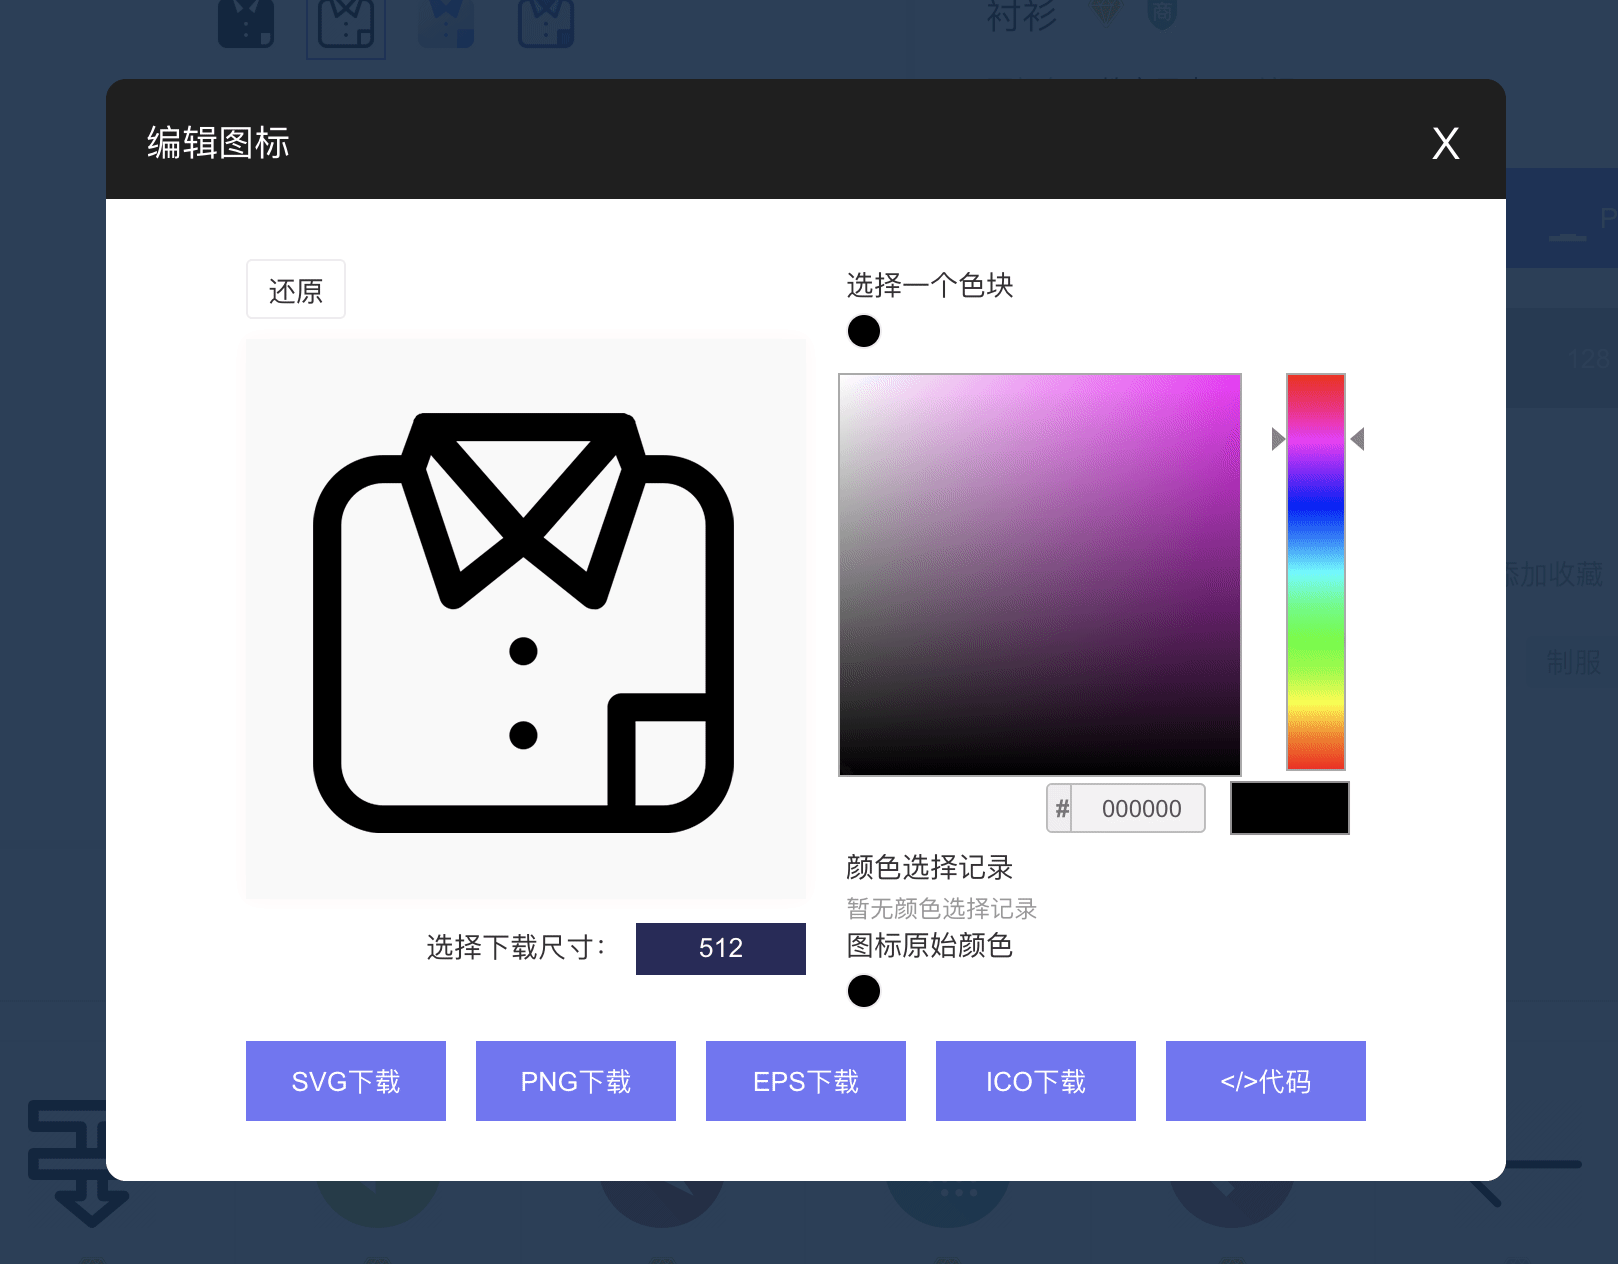 衬衫
商
编辑图标
X
还原
选择一个色块
P
128
添加收藏
制服
# 000000
颜色选择记录
暂无颜色选择记录
选择下载尺寸：
512
图标原始颜色
SVG下载
PNG下载
EPS下载
ICO下载
</>代码